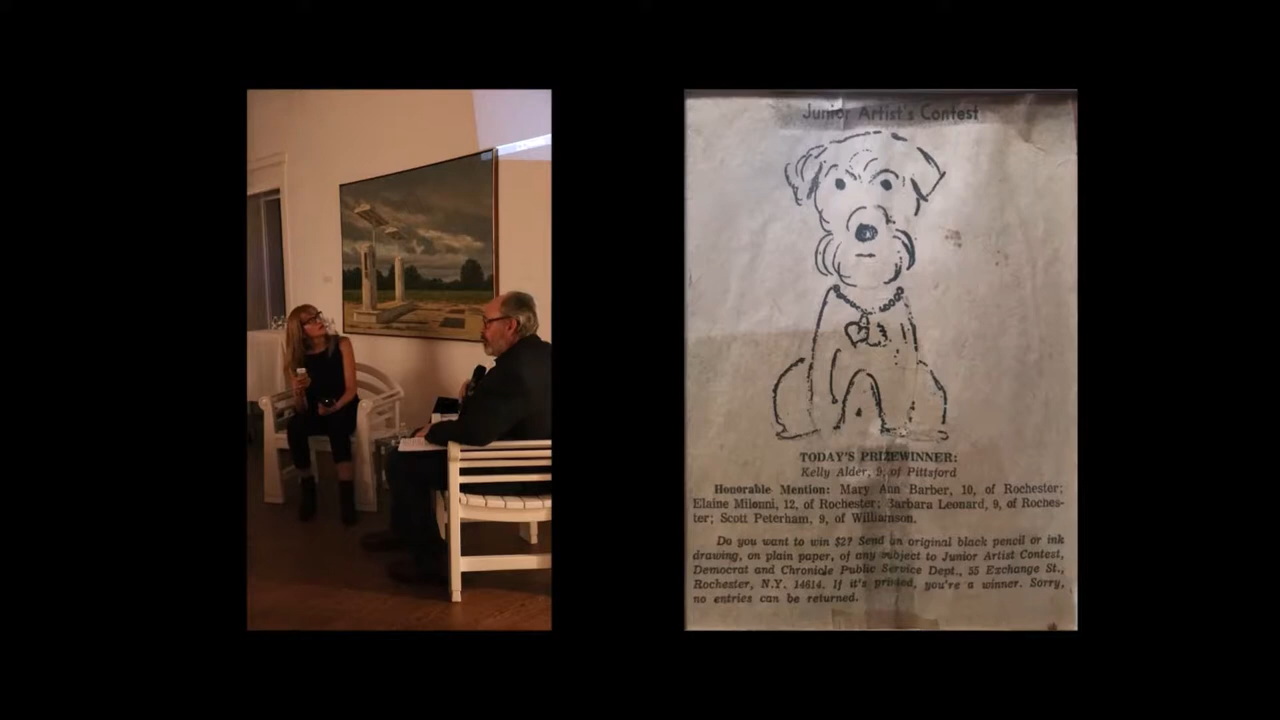 Junior Artist's Contest
TODAY'S PRIZEWINNER:
Kelly Alder, 9, of Pittsford
Honorable Mention: Mary Ann Barber, 10, of Rochester;
Elaine Milonni, 12, of Rochester; Barbara Leonard, 9, of Roches-
ter; Scott Peterham, 9, of Williamson.
Do you want to win $2? Send an original black pencil or ink
drawing, on plain paper, of any subject to Junior Artist Contest,
Democrat and Chronicle Public Service Dept., 55 Exchange St.,
Rochester, N.Y. 14614. If it's printed, you're a winner. Sorry,
no entries can be returned.